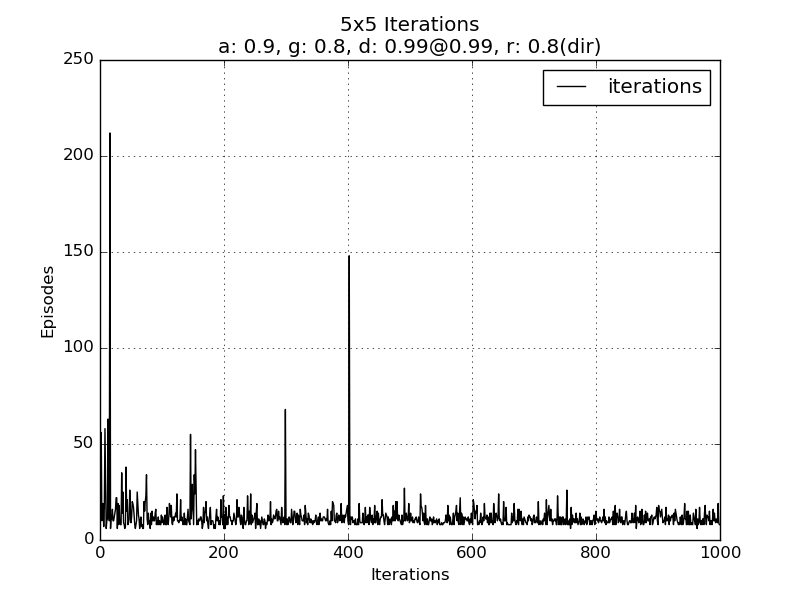 5x5 Iterations
a: 0.9, g: 0.8, d: 0.99@0.99, r: 0.8(dir)
iterations
250
200
150
100
50
0
Episodes
0 200 400 600 800 1000
Iterations